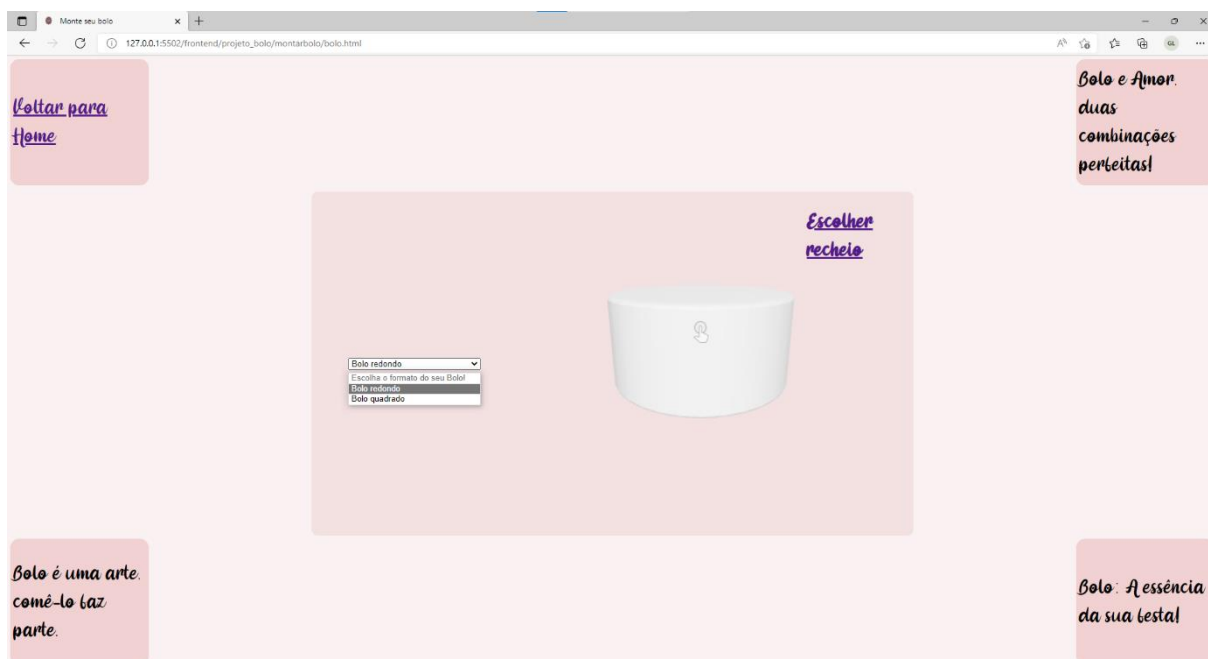 Monte seu bolo
127.0.0.1:5502/frontend/projeto_bolo/montarbolo/bolo.html
GL
Voltar para
Home
Bolo e Amor.
duas
combinações
perfeitas!
Escolher
recheio
Bolo redondo
Escolha o formato do seu Bolo!
Bolo redondo
Bolo quadrado
Bolo é uma arte.
comê-lo faz
parte.
Bolo: A essência
da sua festa!